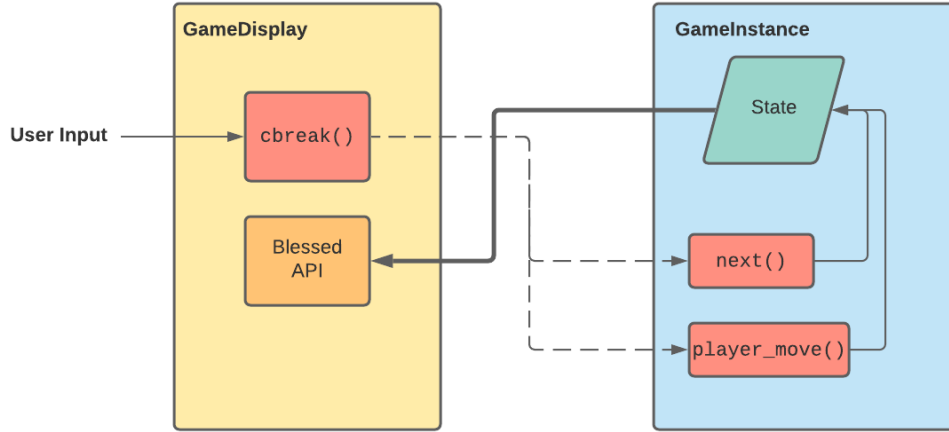 GameDisplay
GameInstance
User Input
cbreak()
State
Blessed
API
next()
player_move()